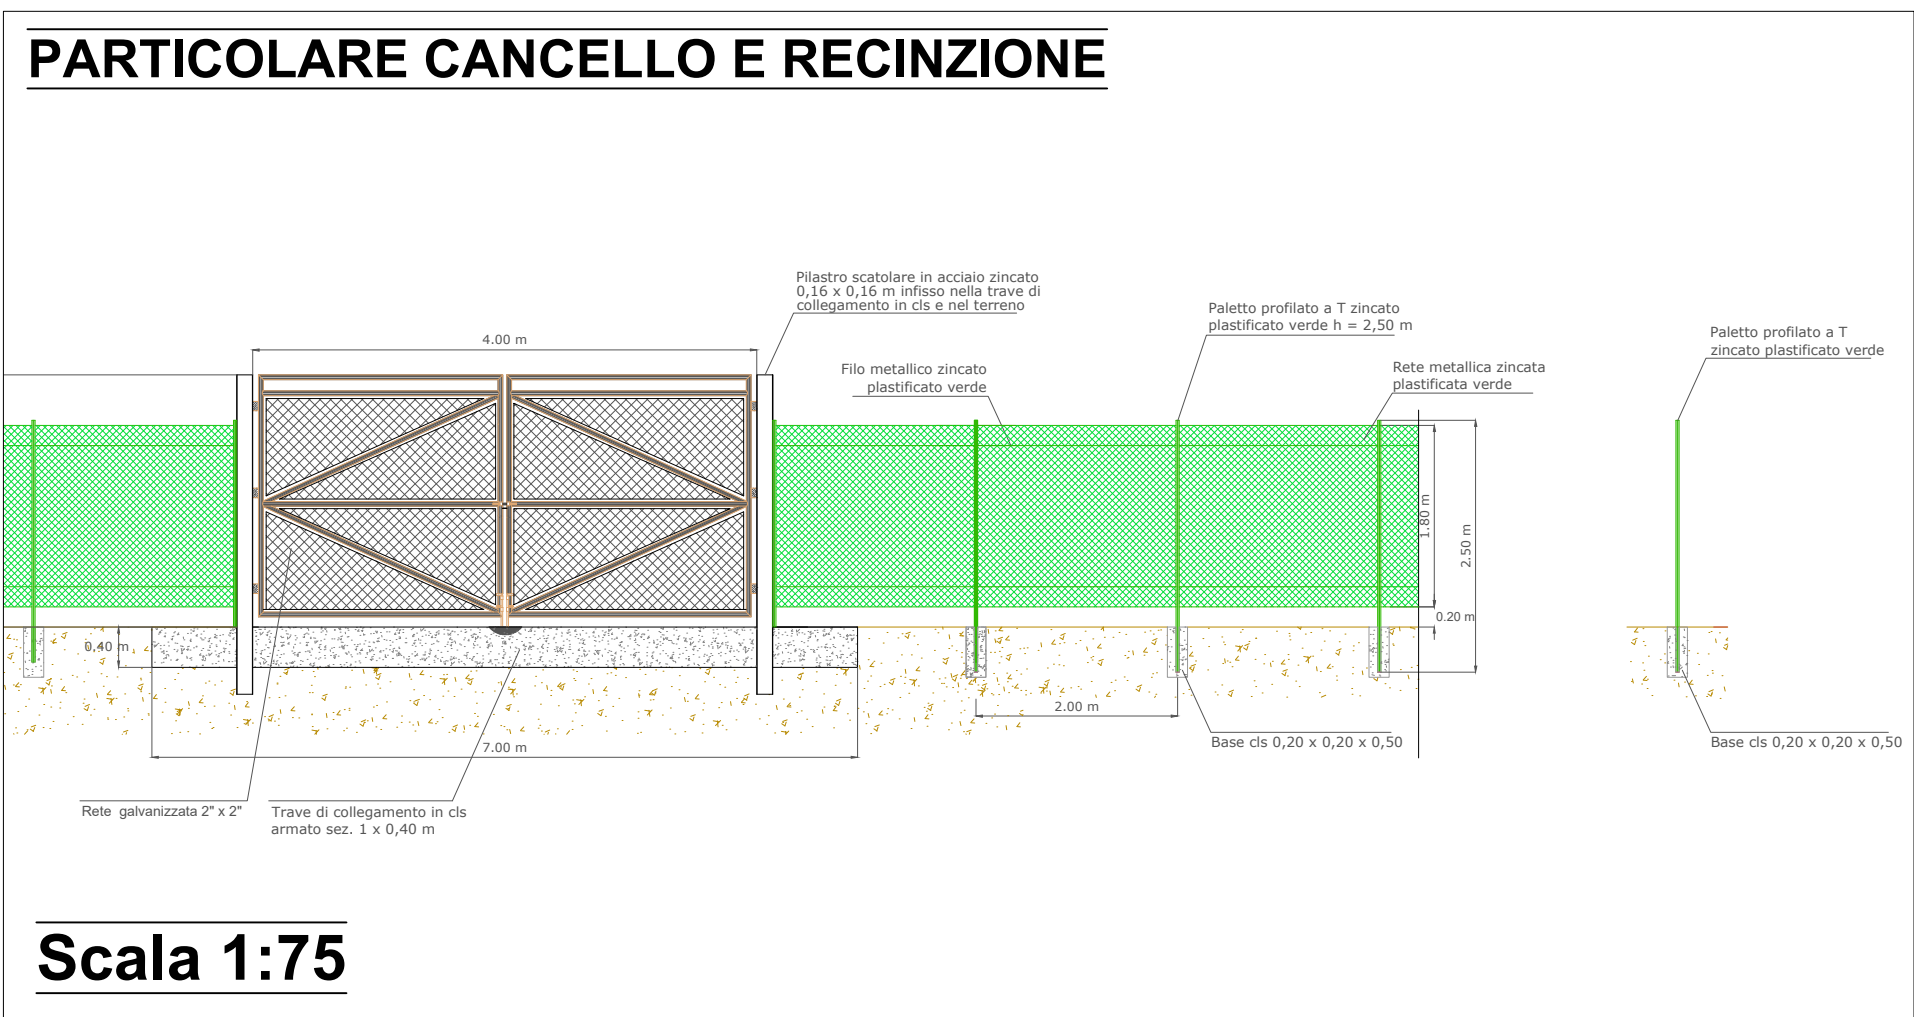 PARTICOLARE CANCELLO E RECINZIONE
Pilastro scatolare in acciaio zincato
0,16 x 0,16 m infisso nella trave di
collegamento in cls e nel terreno
Paletto profilato a T zincato
plastificato verde h = 2,50 m
Paletto profilato a T
zincato plastificato verde
4.00 m
Filo metallico zincato
plastificato verde
Rete metallica zincata
plastificata verde
1.80 m
2.50 m
0.20 m
0,40 m
2.00 m
7.00 m
Base cls 0,20 x 0,20 x 0,50
Base cls 0,20 x 0,20 x 0,50
Rete galvanizzata 2" x 2"
Trave di collegamento in cls
armato sez. 1 x 0,40 m
Scala 1:75